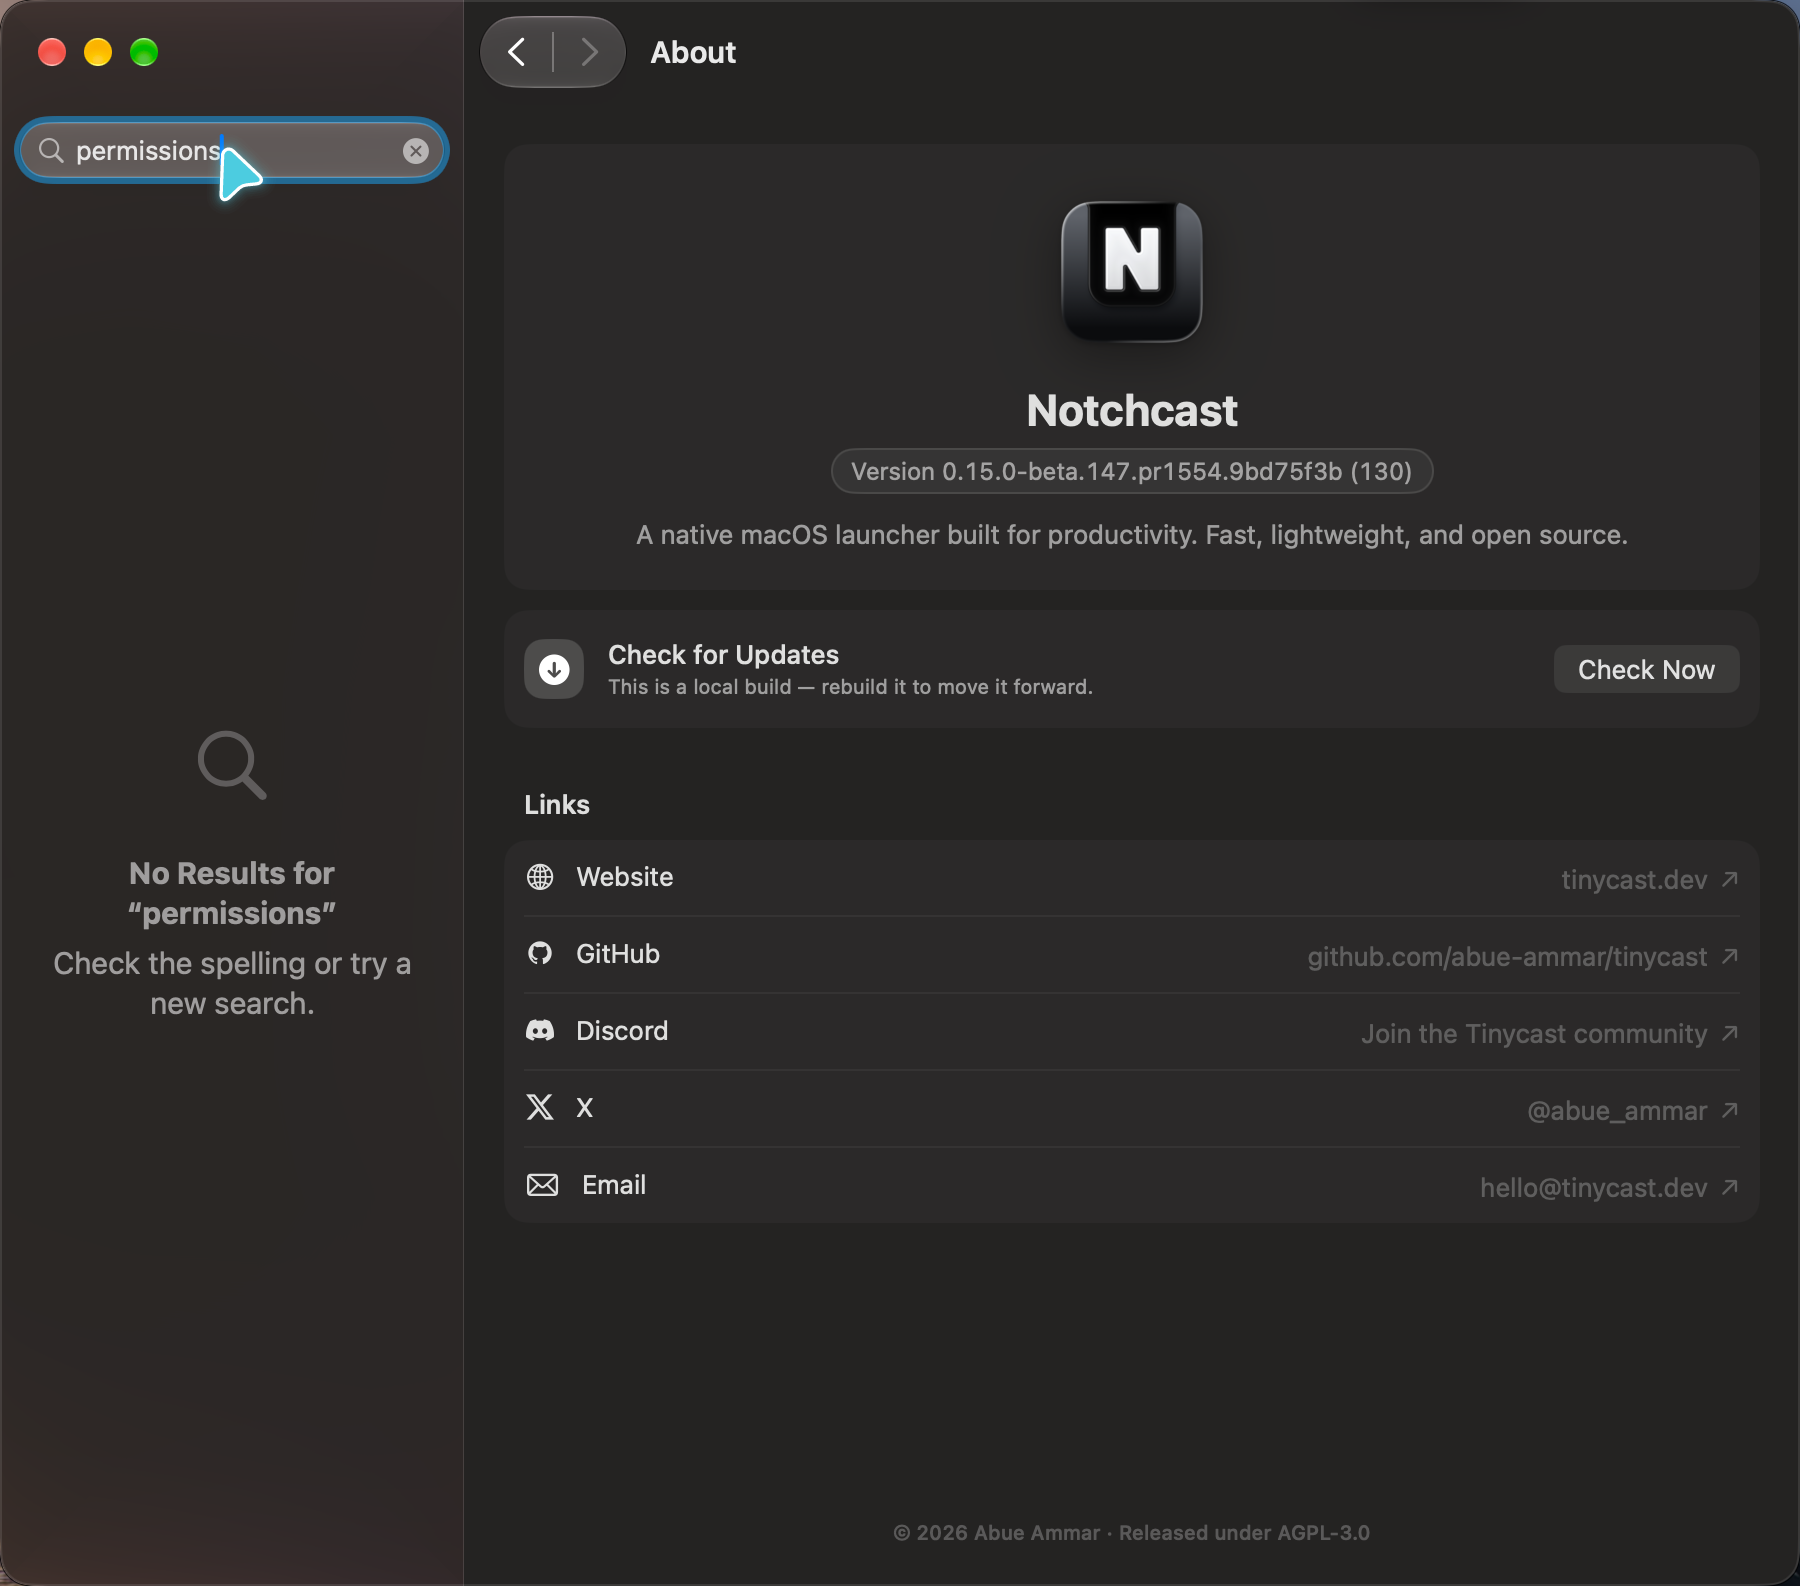 About
permissions
N
Notchcast
Version 0.15.0-beta.147.pr1554.9bd75f3b (130)
A native macOS launcher built for productivity. Fast, lightweight, and open source.
Check for Updates
This is a local build — rebuild it to move it forward.
Check Now
No Results for
“permissions”
Check the spelling or try a
new search.
Links
Website
tinycast.dev
GitHub
github.com/abue-ammar/tinycast
Discord
Join the Tinycast community
X
@abue_ammar
Email
hello@tinycast.dev
© 2026 Abue Ammar · Released under AGPL-3.0